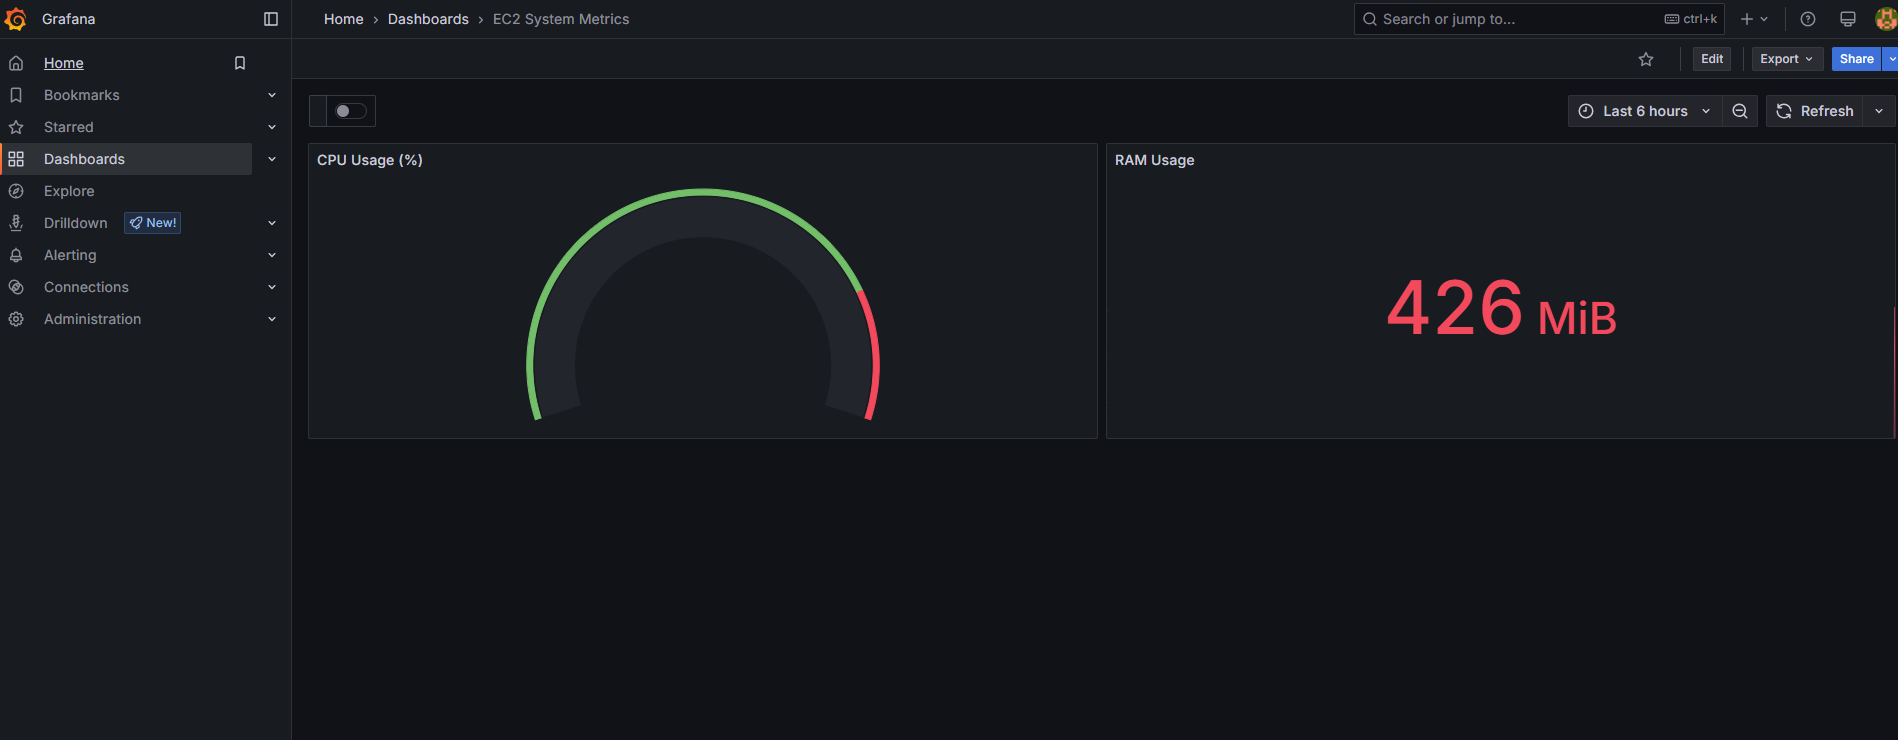 Grafana
Home › Dashboards › EC2 System Metrics
Search or jump to...
ctrl+k
Home
Bookmarks
Starred
Dashboards
Explore
Drilldown New!
Alerting
Connections
Administration
Edit
Export
Share
Last 6 hours
Refresh
CPU Usage (%)
RAM Usage
426 MiB